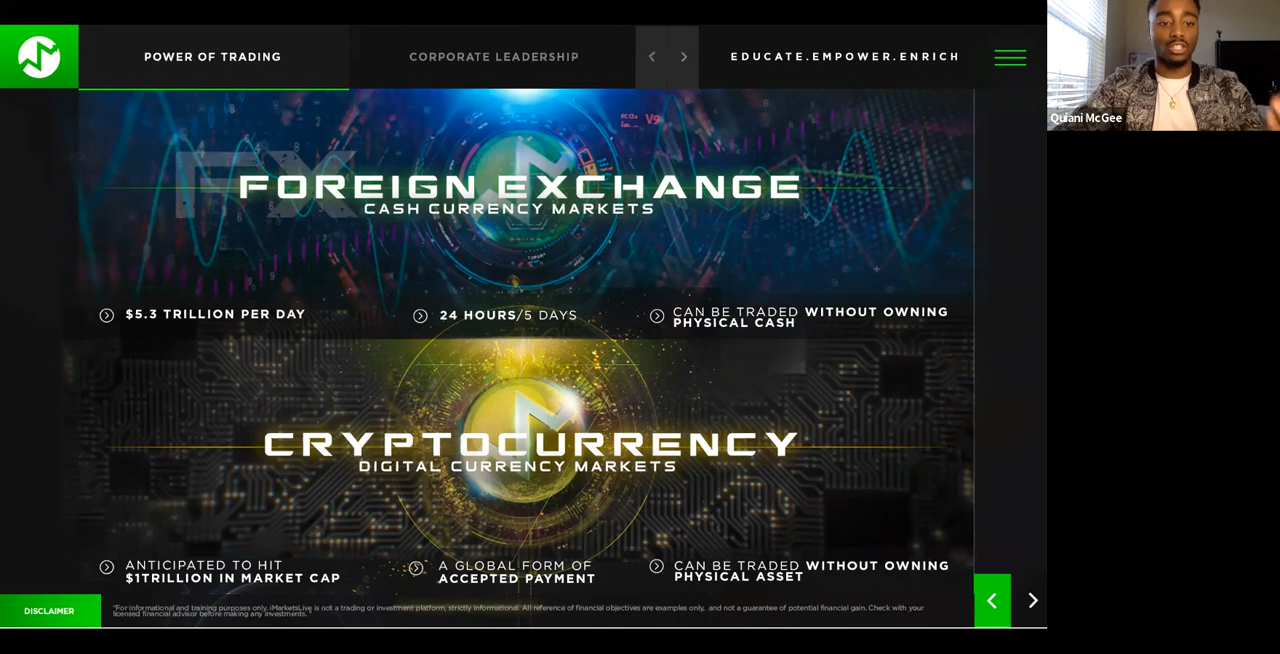 POWER OF TRADING
CORPORATE LEADERSHIP
EDUCATE.EMPOWER.ENRICH
Quiani McGee
FX
FOREIGN EXCHANGE
CASH CURRENCY MARKETS
$5.3 TRILLION PER DAY
24 HOURS/5 DAYS
CAN BE TRADED WITHOUT OWNING
PHYSICAL CASH
CRYPTOCURRENCY
DIGITAL CURRENCY MARKETS
ANTICIPATED TO HIT
$1TRILLION IN MARKET CAP
A GLOBAL FORM OF
ACCEPTED PAYMENT
CAN BE TRADED WITHOUT OWNING
PHYSICAL ASSET
DISCLAIMER
"For informational and training purposes only. iMarketsLive is not a trading or investment platform, strictly informational. All reference of financial objectives are examples only, and not a guarantee of potential financial gain. Check with your
licensed financial advisor before making any investments."